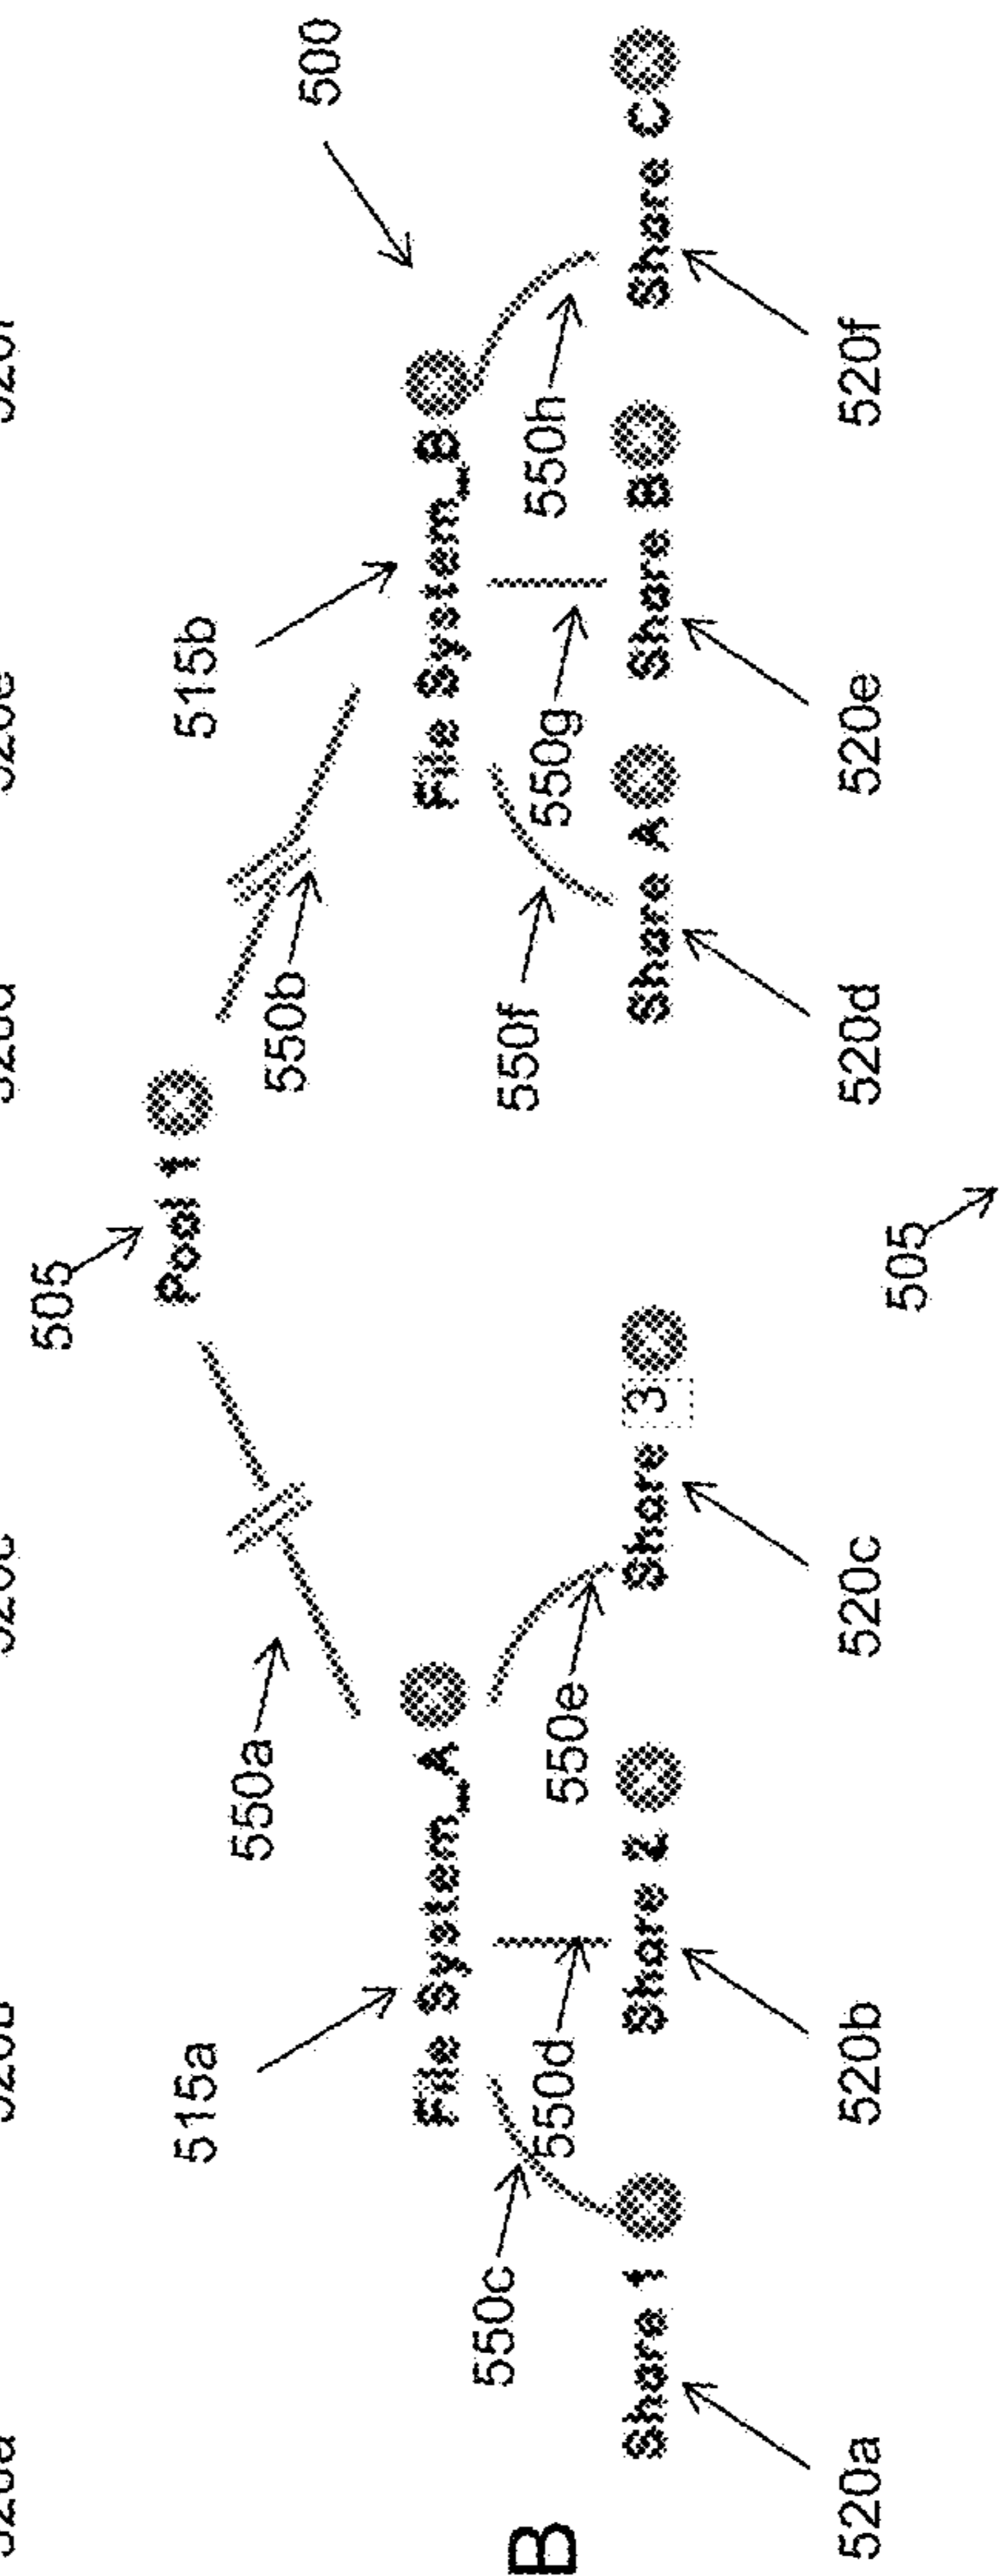 505
Pool 1
500
515a 550a 550b 515b
File System_A File System_B
550c 550d 550e 550f 550g 550h
B
Share 1 Share 2 Share 3 Share A Share B Share C
520a 520b 520c 520d 520e 520f
505